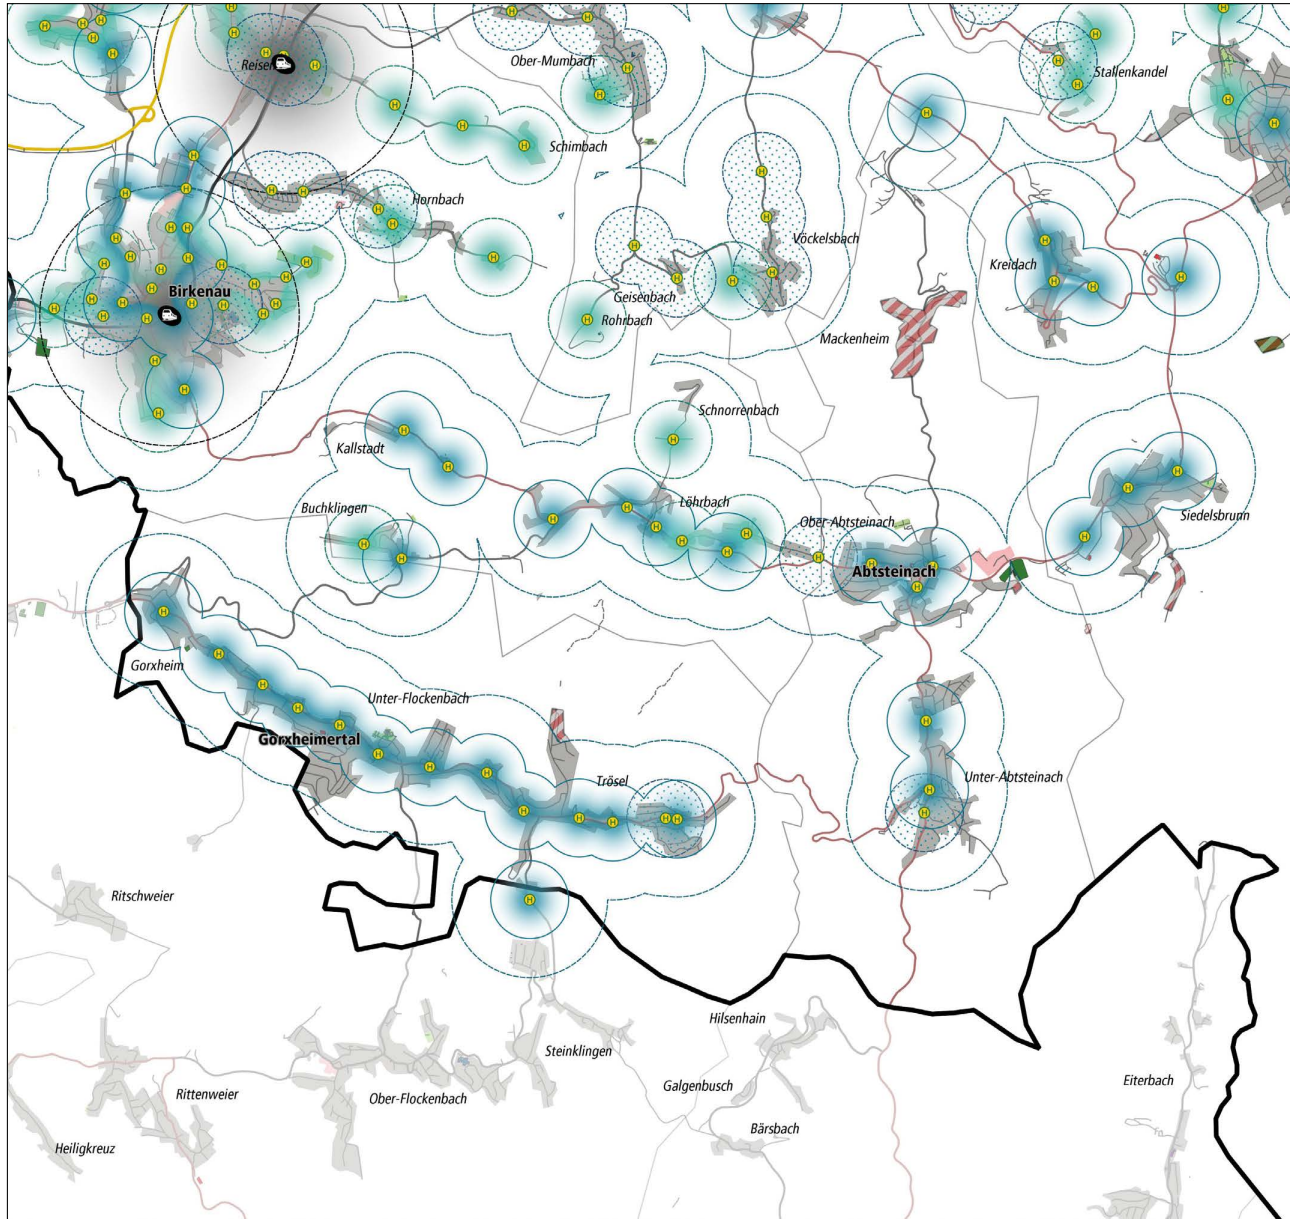 Reisen
Ober-Mumbach
Stallenkandel
Schimbach
Hornbach
Vöckelsbach
Kreidach
Birkenau
Geisenbach
Rohrbach
Mackenheim
Schnorrenbach
Kallstadt
Löhrbach
Buchklingen
Ober-Abtsteinach
Siedelsbrunn
Abtsteinach
Gorxheim
Unter-Flockenbach
Gorxheimertal
Trösel
Unter-Abtsteinach
Ritschweier
Hilsenhain
Steinklingen
Galgenbusch
Eiterbach
Rittenweier
Ober-Flockenbach
Bärsbach
Heiligkreuz